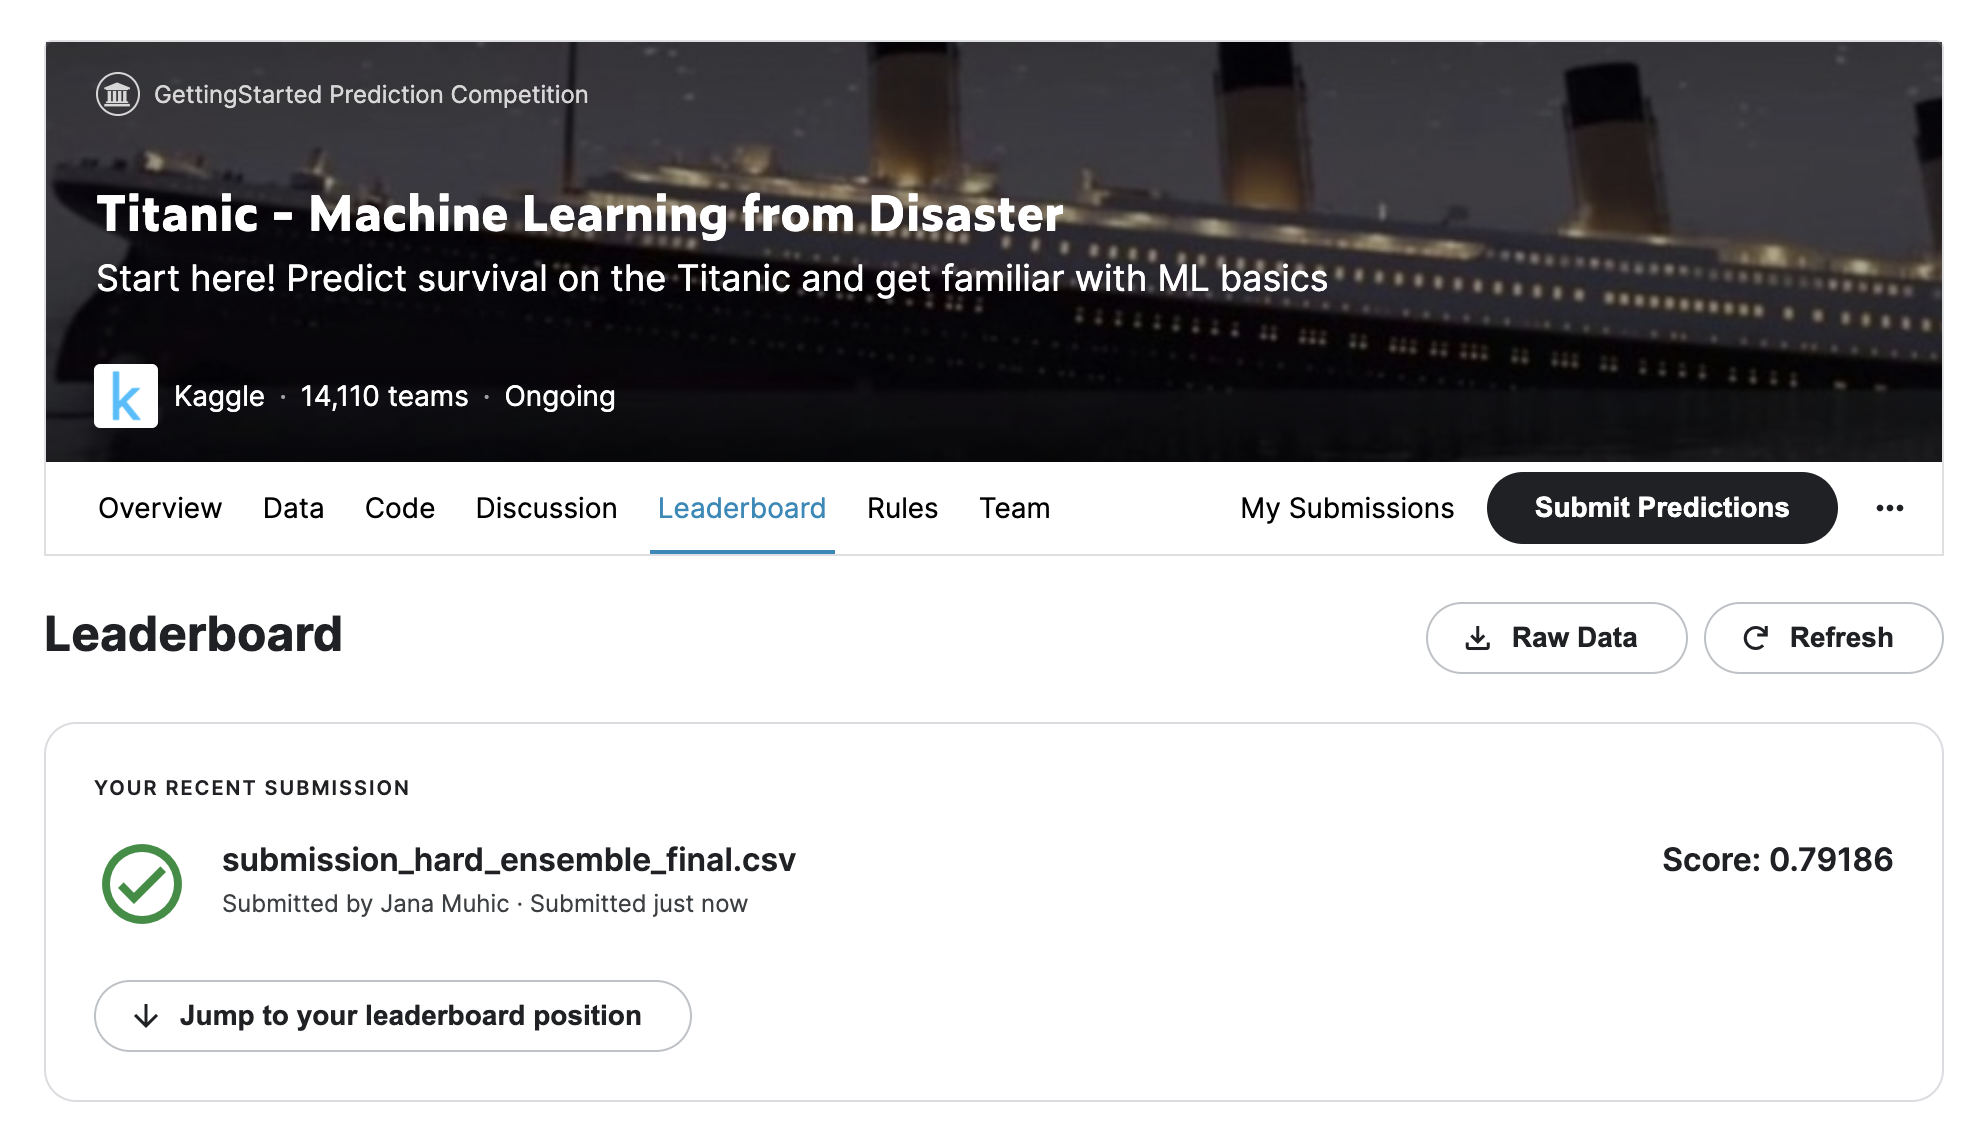 GettingStarted Prediction Competition
Titanic - Machine Learning from Disaster
Start here! Predict survival on the Titanic and get familiar with ML basics
k
Kaggle · 14,110 teams · Ongoing
Overview Data Code Discussion Leaderboard Rules Team My Submissions Submit Predictions ...
Leaderboard
Raw Data Refresh
YOUR RECENT SUBMISSION
submission_hard_ensemble_final.csv Score: 0.79186
Submitted by Jana Muhic · Submitted just now
Jump to your leaderboard position